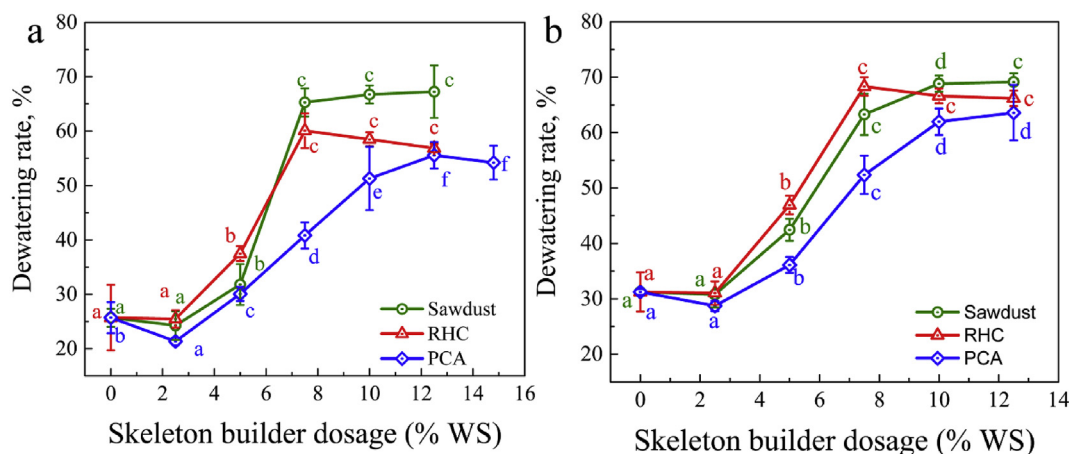 a
Dewatering rate, %
80
70
60
50
40
30
20
0 2 4 6 8 10 12 14 16
Skeleton builder dosage (% WS)
a a b
a a a
b b c
c c d
c c e
c c f
f
Sawdust
RHC
PCA
b
Dewatering rate, %
80
70
60
50
40
30
20
0 2 4 6 8 10 12 14
Skeleton builder dosage (% WS)
a a a
a a a
b b b
c c c
d c d
c c d
Sawdust
RHC
PCA